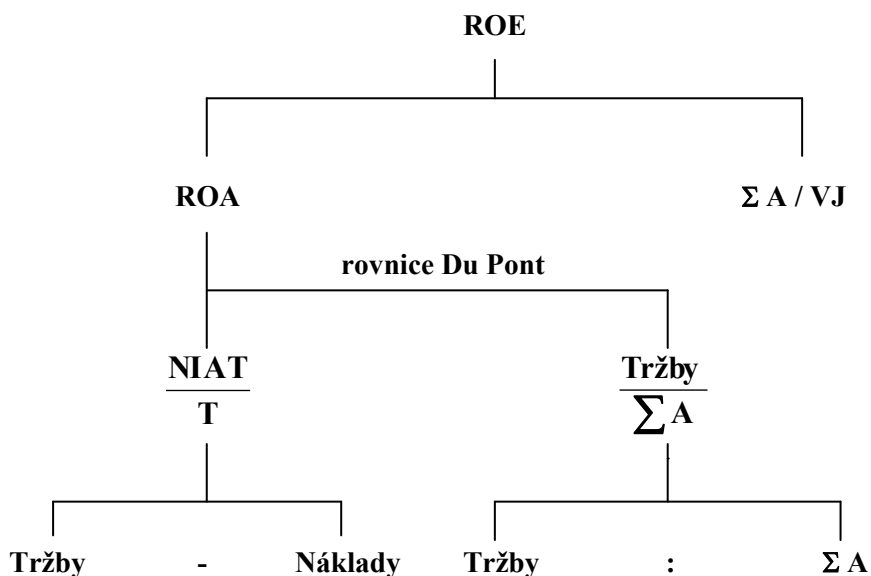 ROE
ROA Σ A / VJ
rovnice Du Pont
NIAT Tržby
T ∑ A
Tržby - Náklady Tržby : Σ A